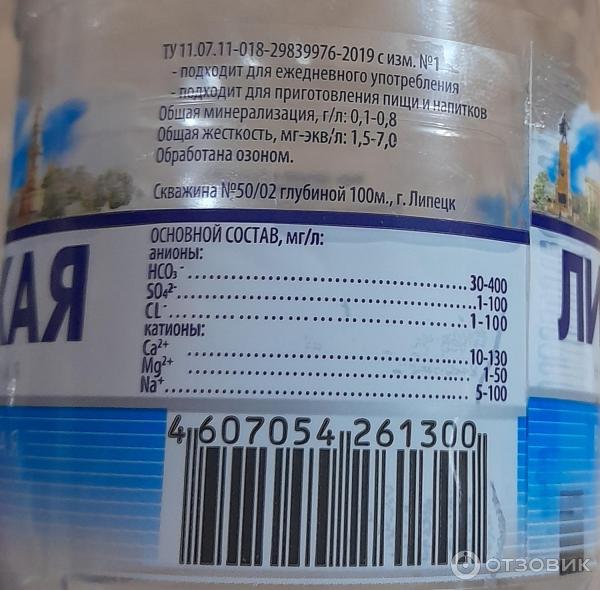 ТУ 11.07.11-018-29839976-2019 с изм. №1
- подходит для ежедневного употребления
- подходит для приготовления пищи и напитков
Общая минерализация, г/л: 0,1-0,8
Общая жесткость, мг-экв/л: 1,5-7,0
Обработана озоном.
Скважина №50/02 глубиной 100м., г. Липецк
ОСНОВНОЙ СОСТАВ, мг/л:
анионы:
HCO₃⁻ 30-400
SO₄²⁻ 1-100
CL⁻ 1-100
катионы:
Ca²⁺ 10-130
Mg²⁺ 1-50
Na⁺ 5-100
КАЯ
ЛИ
4 607054 261300
ОТЗОВИК